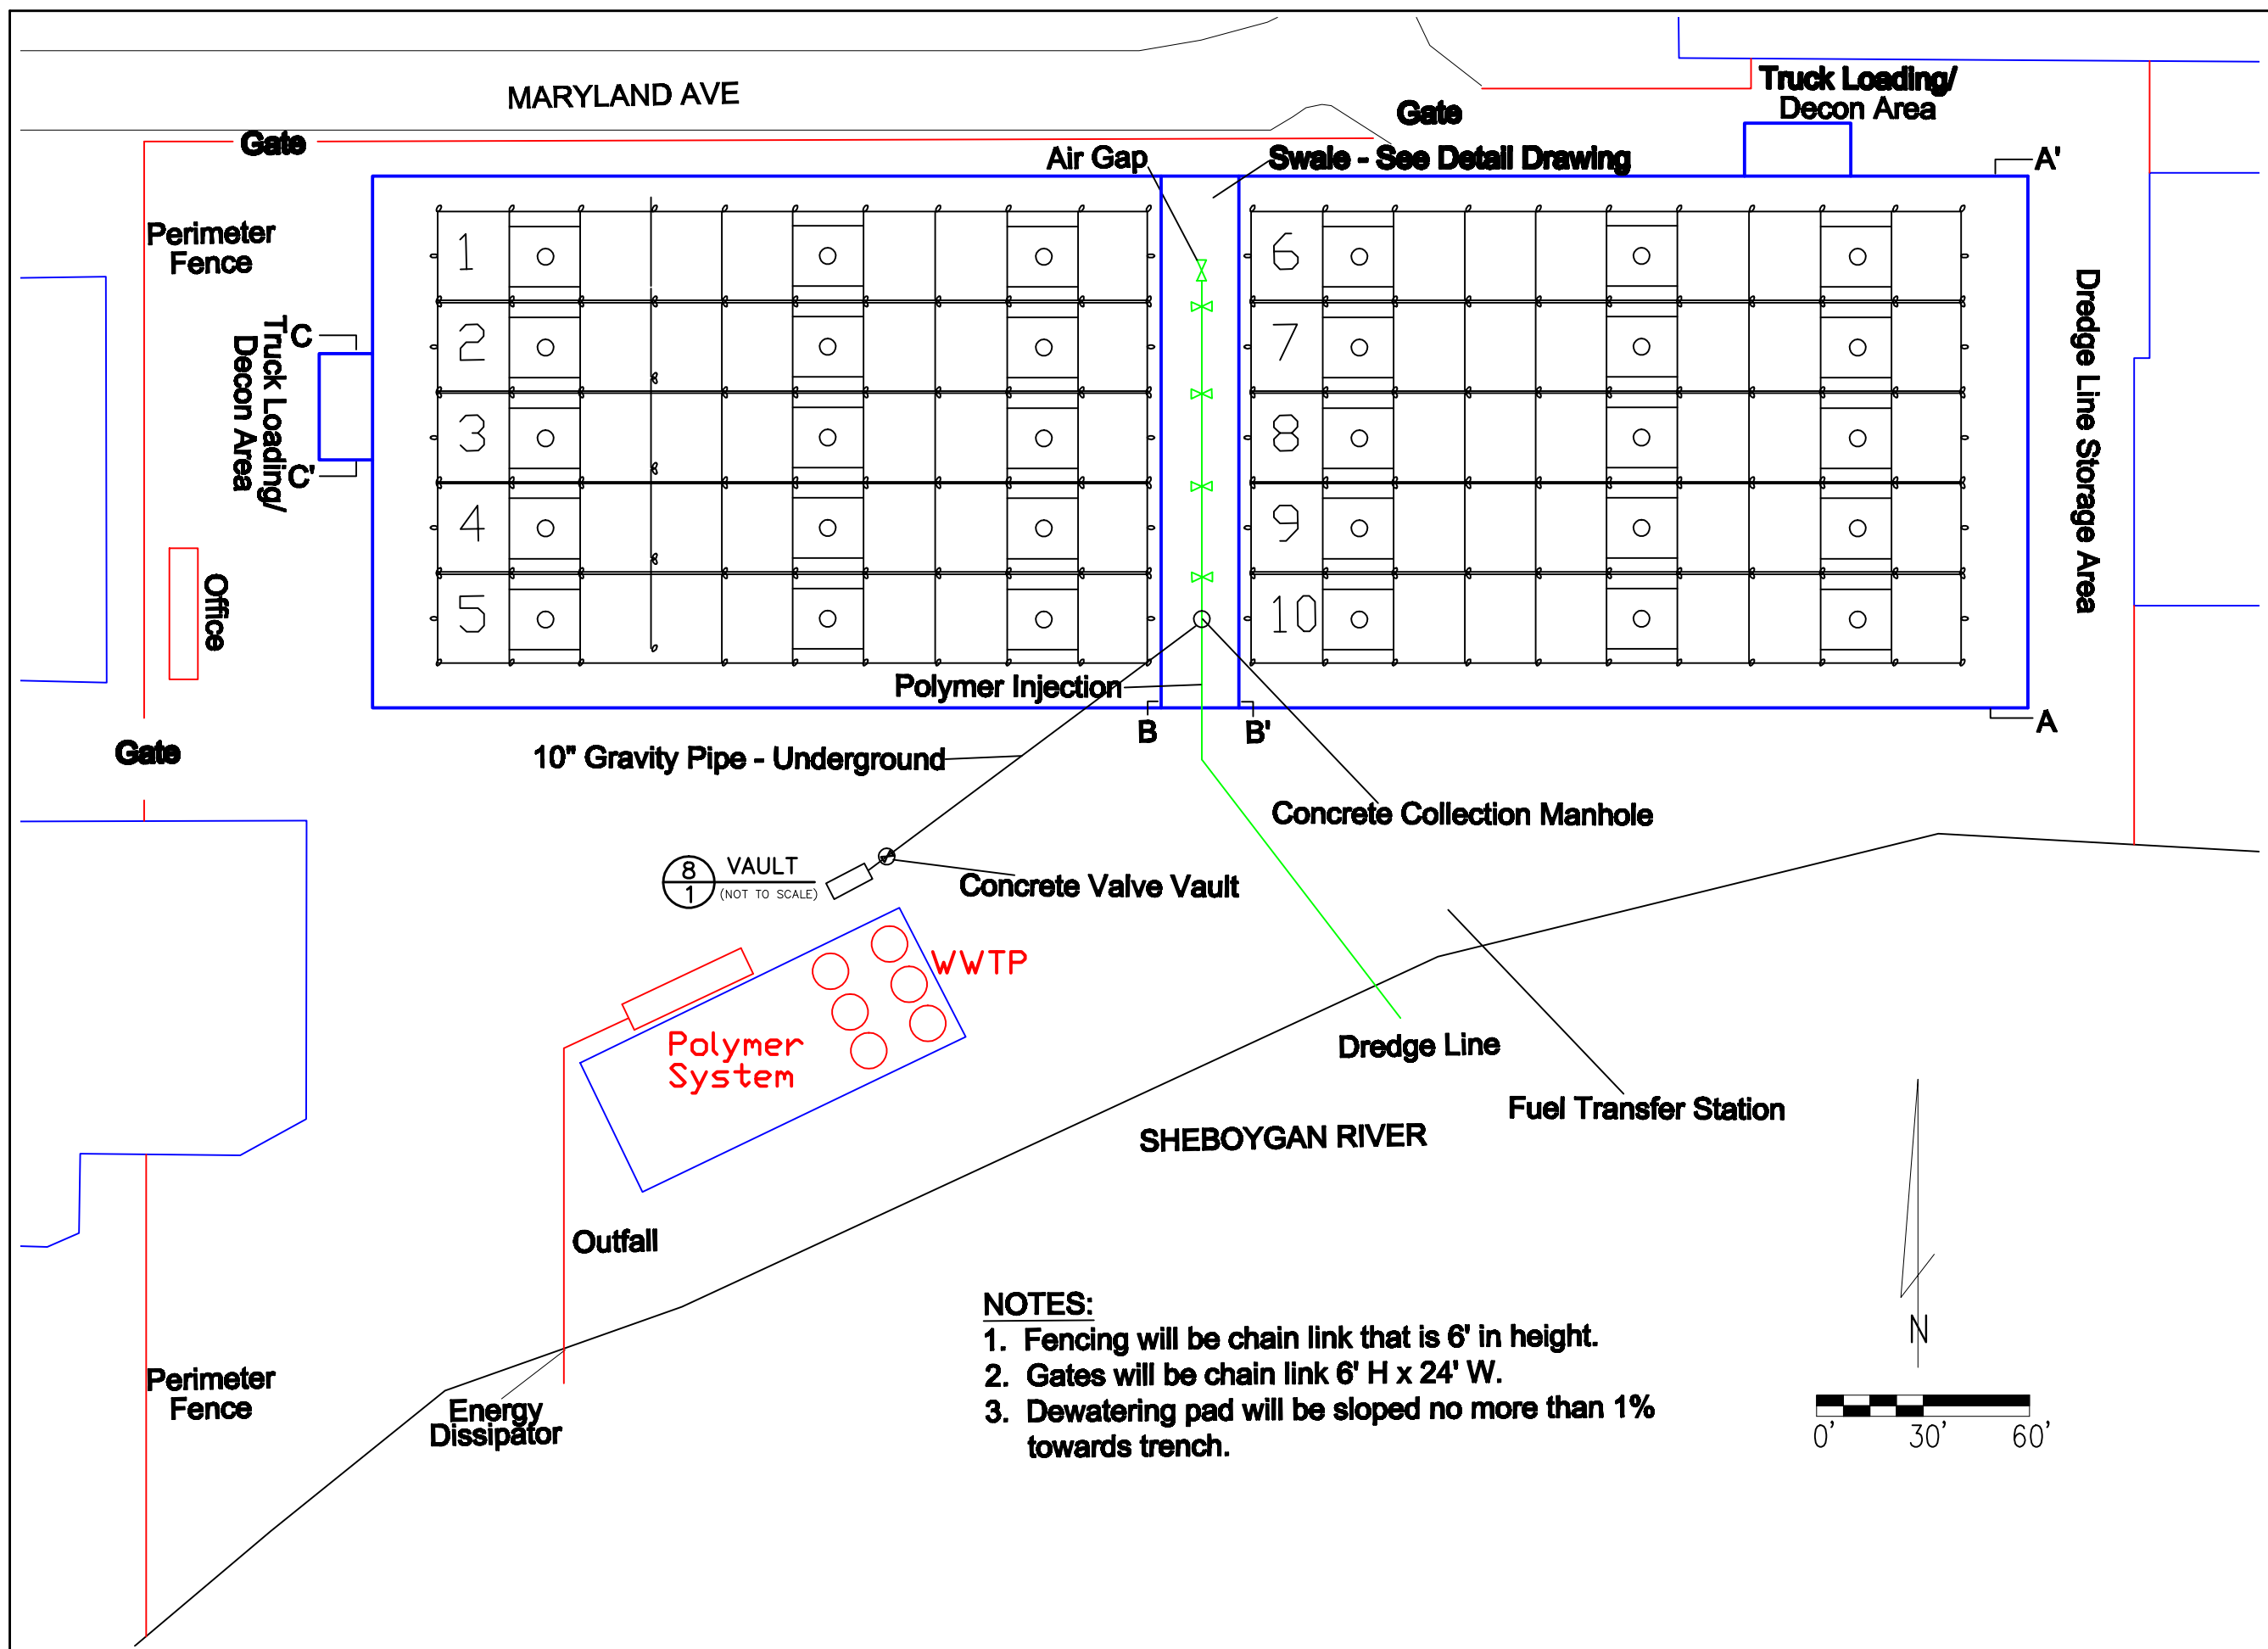 MARYLAND AVE
Truck Loading/
Decon Area
Gate
Gate
Air Gap
Swale - See Detail Drawing
A'
Perimeter
Fence
1
2
3
4
5
6
7
8
9
10
C
C'
Truck Loading/
Decon Area
Dredge Line Storage Area
Office
Polymer Injection
B
B'
A
Gate
10" Gravity Pipe - Underground
Concrete Collection Manhole
8
1
VAULT
(NOT TO SCALE)
Concrete Valve Vault
WWTP
Polymer
System
Dredge Line
Fuel Transfer Station
SHEBOYGAN RIVER
Outfall
Perimeter
Fence
Energy
Dissipator
NOTES:
1. Fencing will be chain link that is 6' in height.
2. Gates will be chain link 6' H x 24' W.
3. Dewatering pad will be sloped no more than 1%
towards trench.
N
0' 30' 60'